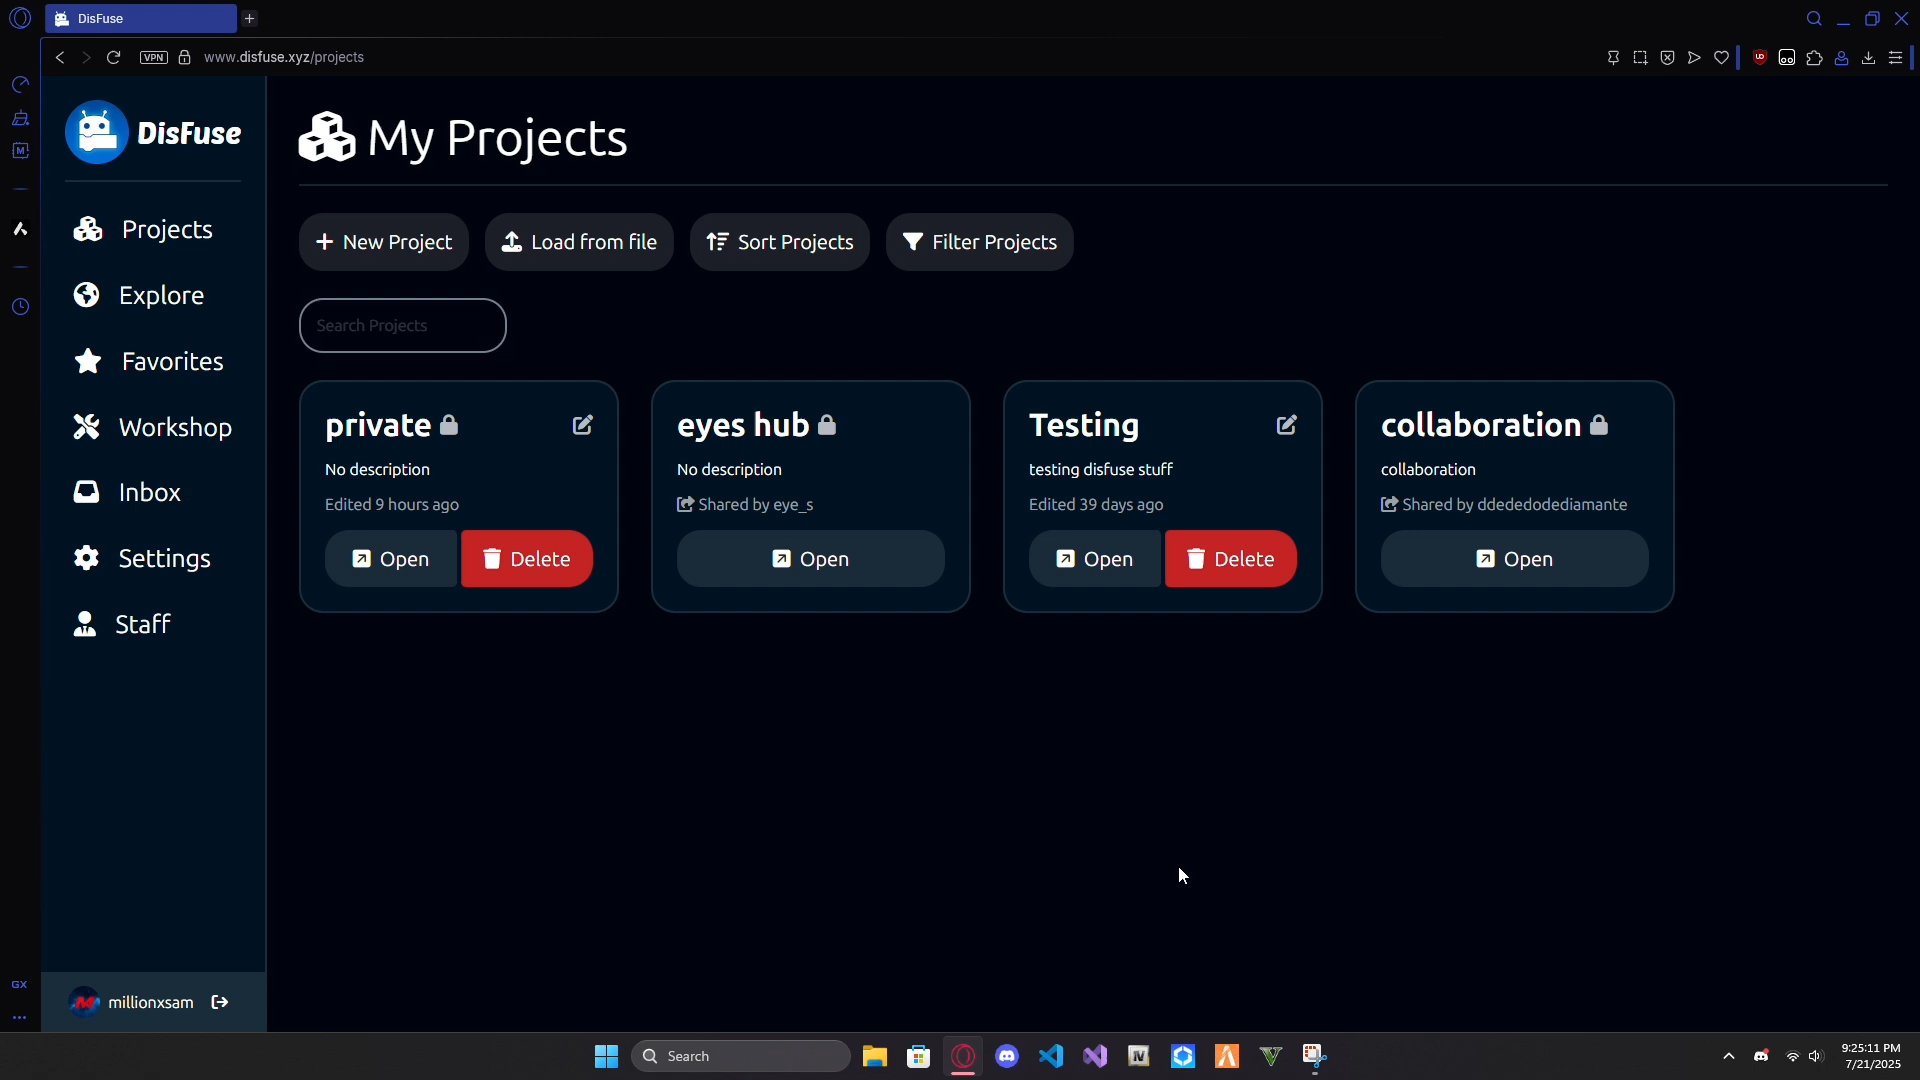 DisFuse
VPN
www.disfuse.xyz/projects
DisFuse
Projects
Explore
Favorites
Workshop
Inbox
Settings
Staff
millionxsam
GX
My Projects
New Project
Load from file
Sort Projects
Filter Projects
Search Projects
private
No description
Edited 9 hours ago
Open
Delete
eyes hub
No description
Shared by eye_s
Open
Testing
testing disfuse stuff
Edited 39 days ago
Open
Delete
collaboration
collaboration
Shared by ddededodediamante
Open
Search
IV
9:25:11 PM
7/21/2025